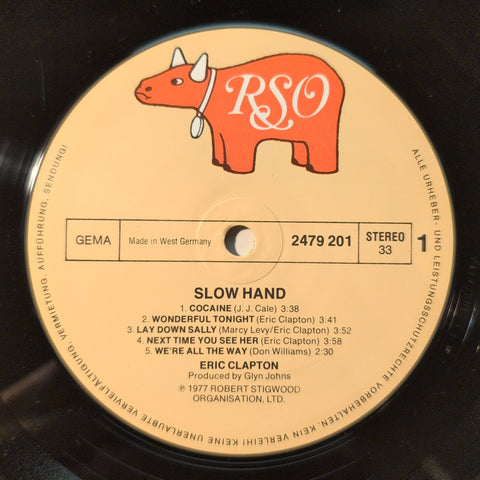 RSO
GEMA
Made in West Germany
2479 201
STEREO
33
1
SLOW HAND
1. COCAINE (J. J. Cale) 3:38
2. WONDERFUL TONIGHT (Eric Clapton) 3:41
3. LAY DOWN SALLY (Marcy Levy/Eric Clapton) 3:52
4. NEXT TIME YOU SEE HER (Eric Clapton) 3:58
5. WE'RE ALL THE WAY (Don Williams) 2:30
ERIC CLAPTON
Produced by Glyn Johns
℗ 1977 ROBERT STIGWOOD
ORGANISATION, LTD.
ALLE URHEBER- UND LEISTUNGSSCHUTZRECHTE VORBEHALTEN. KEIN VERLEIH! KEINE UNERLAUBTE VERVIELFÄLTIGUNG, VERMIETUNG, AUFFÜHRUNG, SENDUNG!